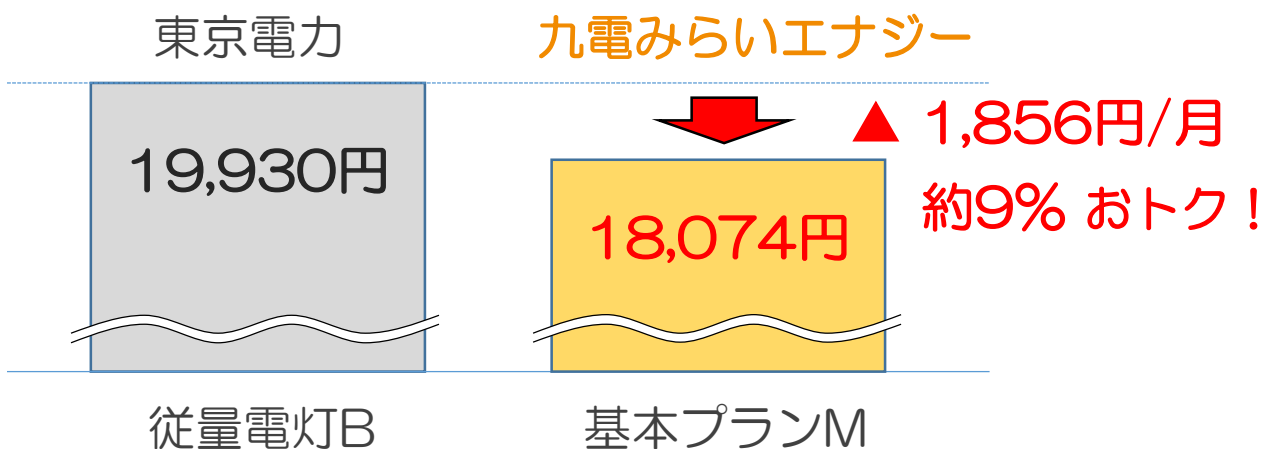 東京電力
九電みらいエナジー
19,930円
▲ 1,856円/月
約9% おトク！
18,074円
従量電灯B
基本プランM